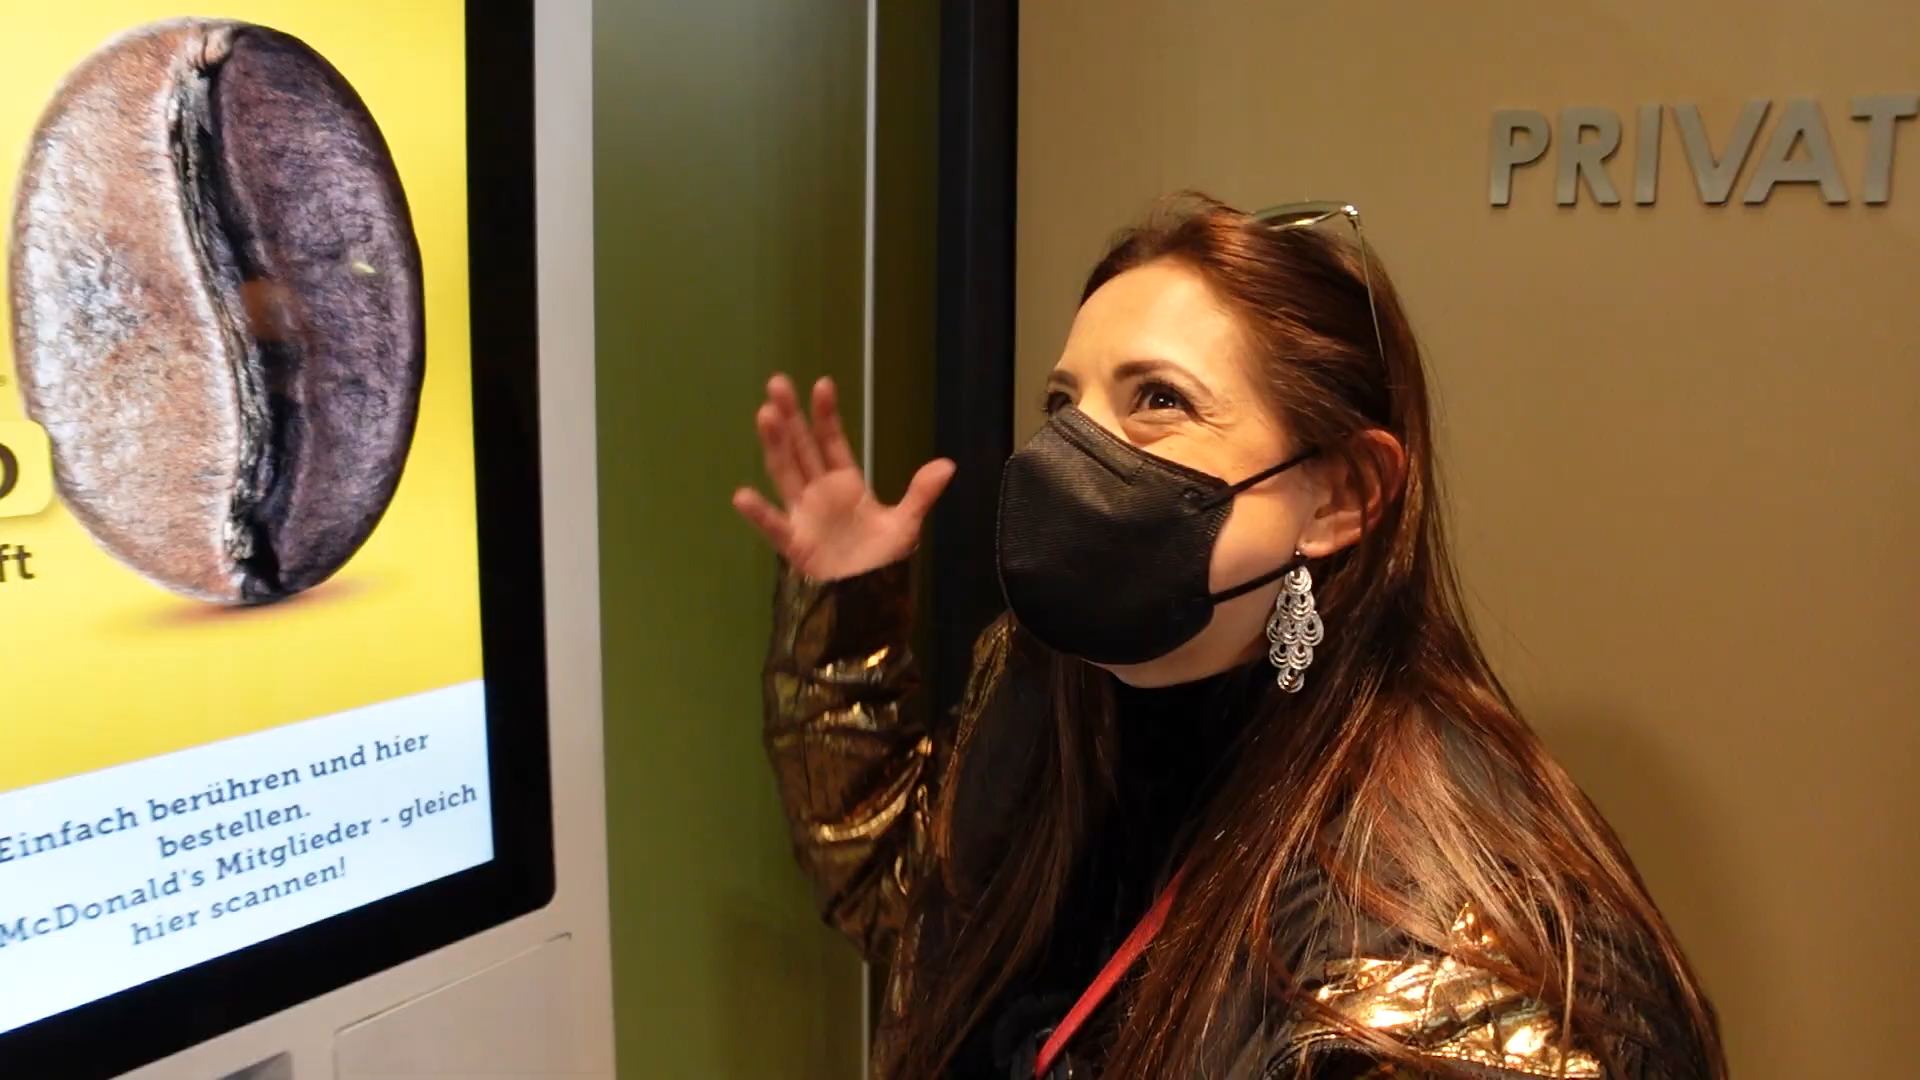 PRIVAT
ft
Einfach berühren und hier
bestellen.
McDonald's Mitglieder - gleich
hier scannen!